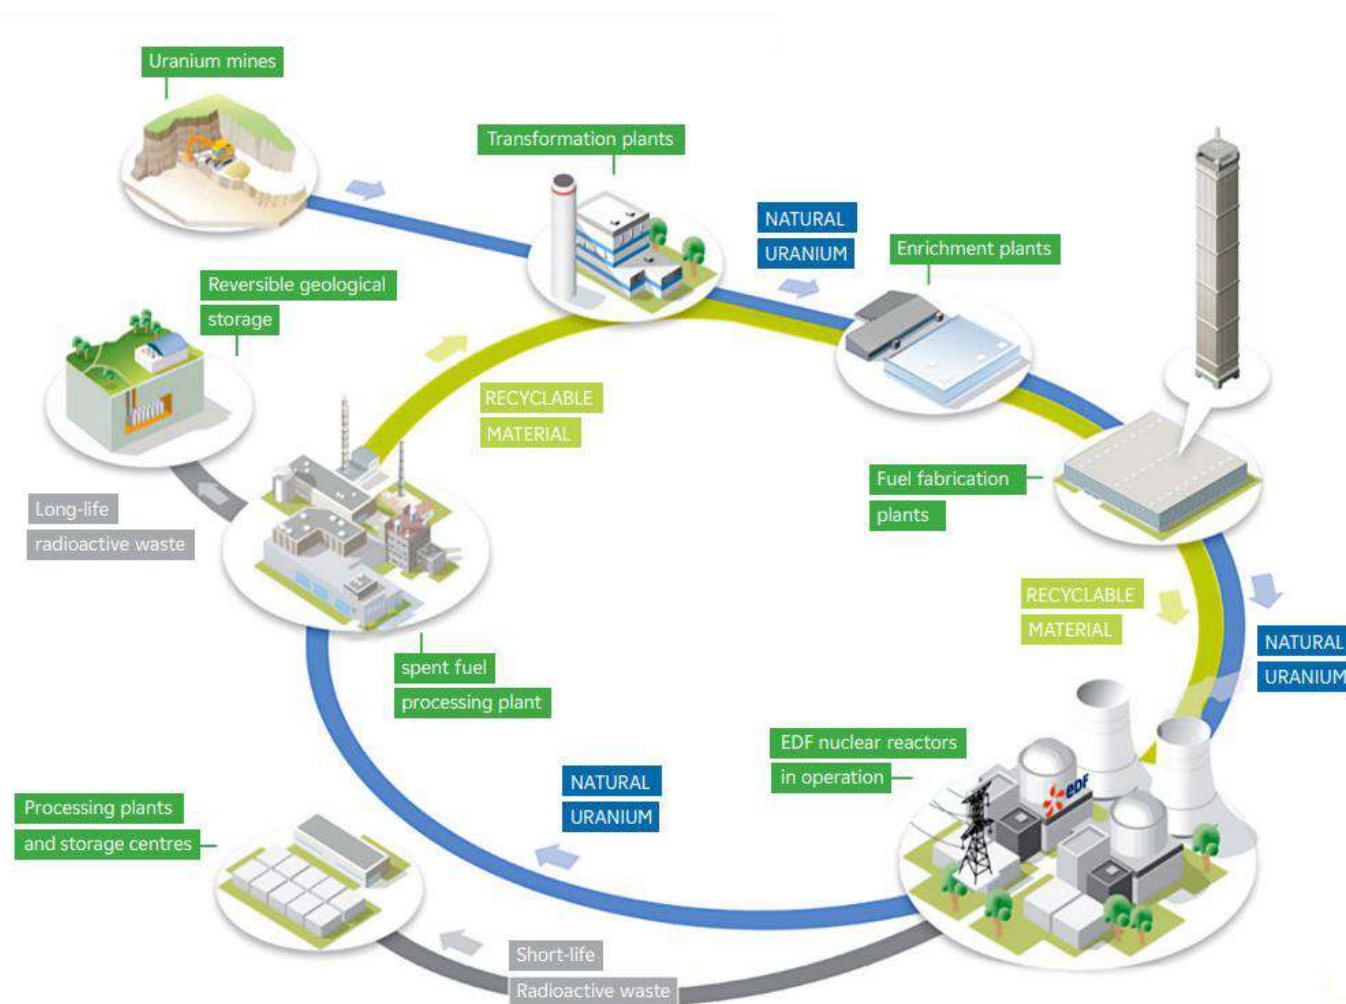 Uranium mines
Transformation plants
NATURAL
URANIUM
Enrichment plants
Reversible geological
storage
RECYCLABLE
MATERIAL
Fuel fabrication
plants
Long-life
radioactive waste
RECYCLABLE
MATERIAL
NATURAL
URANIUM
spent fuel
processing plant
EDF nuclear reactors
in operation
eDF
NATURAL
URANIUM
Processing plants
and storage centres
Short-life
Radioactive waste